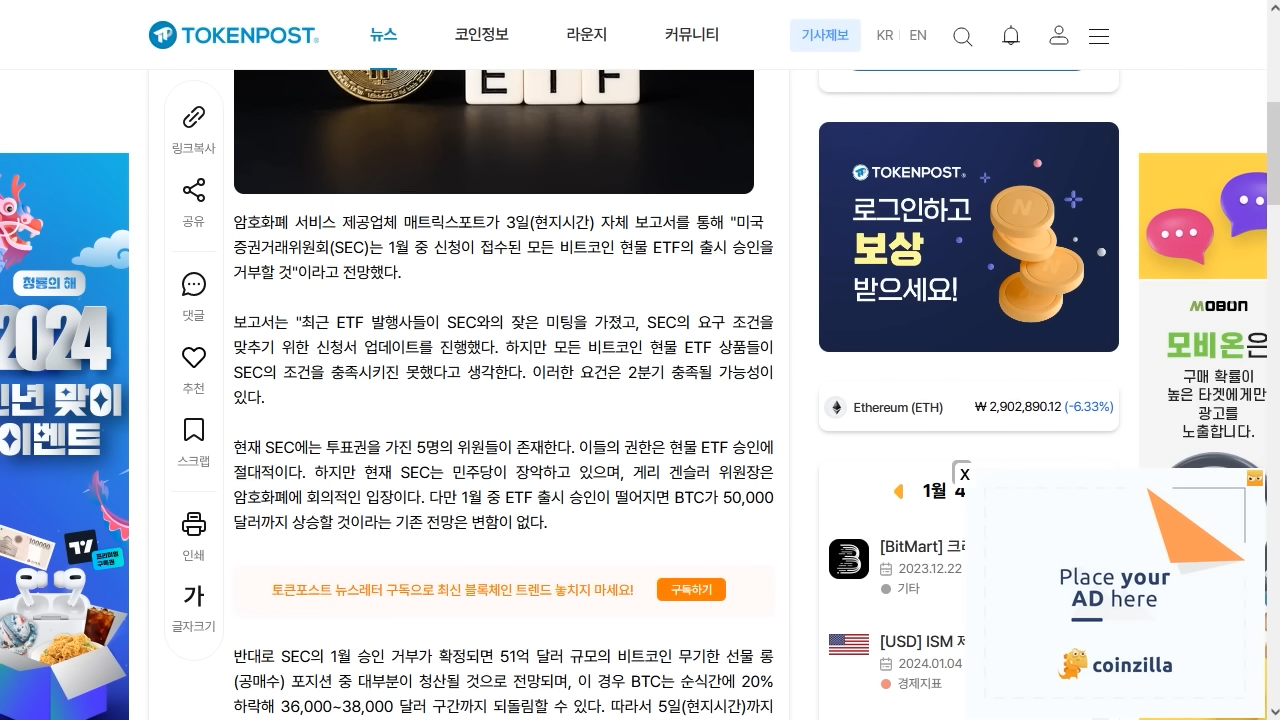 TOKENPOST.
뉴스
코인정보
라운지
커뮤니티
기사제보
KR
EN
E T F
링크복사
공유
댓글
추천
스크랩
인쇄
가
글자크기
암호화폐 서비스 제공업체 매트릭스포트가 3일(현지시간) 자체 보고서를 통해 "미국
증권거래위원회(SEC)는 1월 중 신청이 접수된 모든 비트코인 현물 ETF의 출시 승인을
거부할 것"이라고 전망했다.
보고서는 "최근 ETF 발행사들이 SEC와의 잦은 미팅을 가졌고, SEC의 요구 조건을
맞추기 위한 신청서 업데이트를 진행했다. 하지만 모든 비트코인 현물 ETF 상품들이
SEC의 조건을 충족시키진 못했다고 생각한다. 이러한 요건은 2분기 충족될 가능성이
있다.
현재 SEC에는 투표권을 가진 5명의 위원들이 존재한다. 이들의 권한은 현물 ETF 승인에
절대적이다. 하지만 현재 SEC는 민주당이 장악하고 있으며, 게리 겐슬러 위원장은
암호화폐에 회의적인 입장이다. 다만 1월 중 ETF 출시 승인이 떨어지면 BTC가 50,000
달러까지 상승할 것이라는 기존 전망은 변함이 없다.
토큰포스트 뉴스레터 구독으로 최신 블록체인 트렌드 놓치지 마세요!
구독하기
반대로 SEC의 1월 승인 거부가 확정되면 51억 달러 규모의 비트코인 무기한 선물 롱
(공매수) 포지션 중 대부분이 청산될 것으로 전망되며, 이 경우 BTC는 순식간에 20%
하락해 36,000~38,000 달러 구간까지 되돌림할 수 있다. 따라서 5일(현지시간)까지
TOKENPOST.
로그인하고
보상
받으세요!
Ethereum (ETH)
₩ 2,902,890.12 (-6.33%)
X
1월 4
[BitMart] 크
2023.12.22
기타
[USD] ISM 제
2024.01.04
경제지표
청룡의 해
2024
년 맞이
이벤트
100000
프리미엄
구독권
MOBON
모비온은
구매 확률이
높은 타겟에게만
광고를
노출합니다.
Place your
AD here
coinzilla